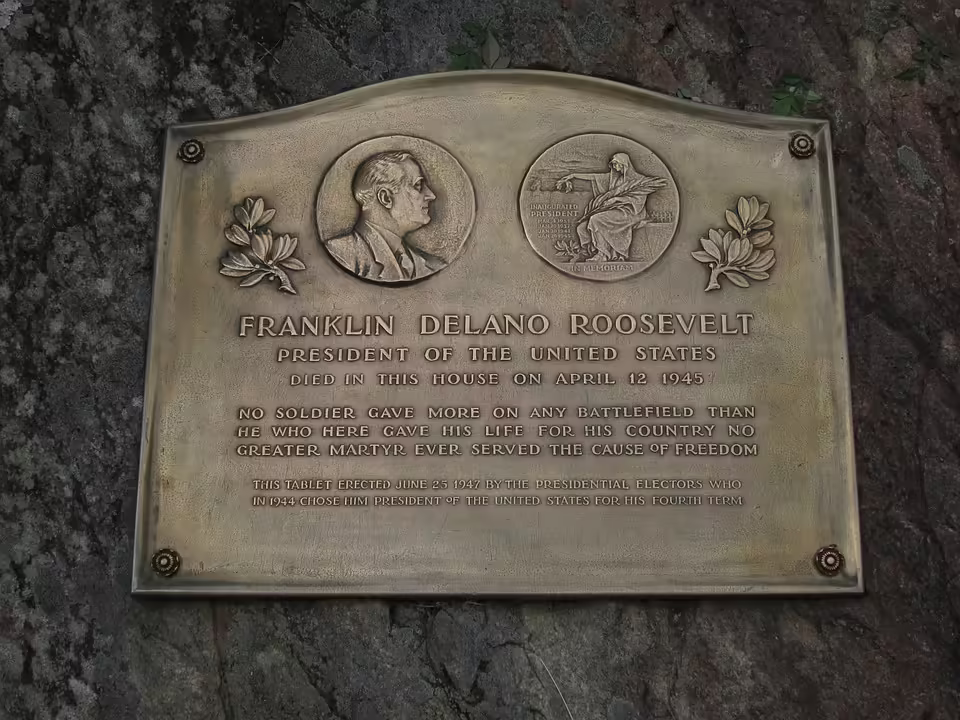 INAUGURATED
PRESIDENT
IN MEMORIAM
FRANKLIN DELANO ROOSEVELT
PRESIDENT OF THE UNITED STATES
DIED IN THIS HOUSE ON APRIL 12 1945
NO SOLDIER GAVE MORE ON ANY BATTLEFIELD THAN
HE WHO HERE GAVE HIS LIFE FOR HIS COUNTRY NO
GREATER MARTYR EVER SERVED THE CAUSE OF FREEDOM
THIS TABLET ERECTED JUNE 25 1947 BY THE PRESIDENTIAL ELECTORS WHO
IN 1944 CHOSE HIM PRESIDENT OF THE UNITED STATES FOR HIS FOURTH TERM